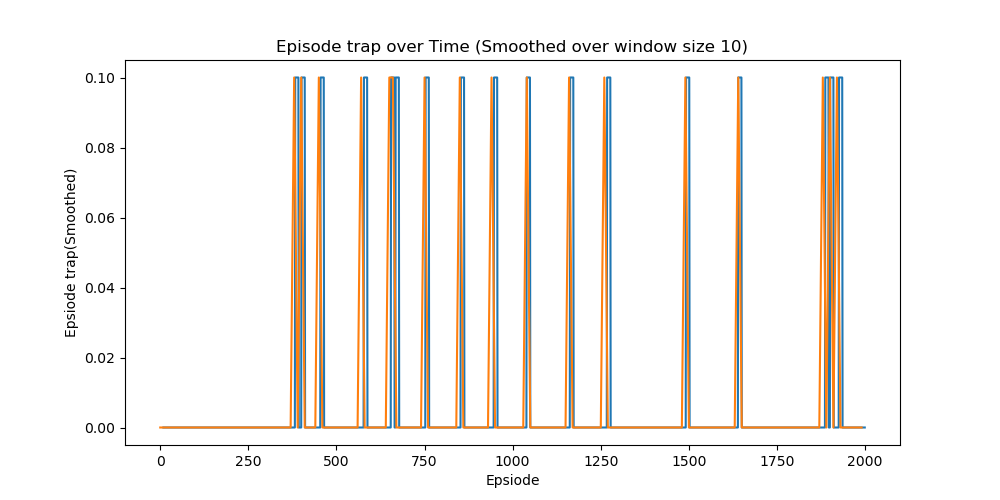 Episode trap over Time (Smoothed over window size 10)
Epsiode trap(Smoothed)
0.10
0.08
0.06
0.04
0.02
0.00
0 250 500 750 1000 1250 1500 1750 2000
Epsiode